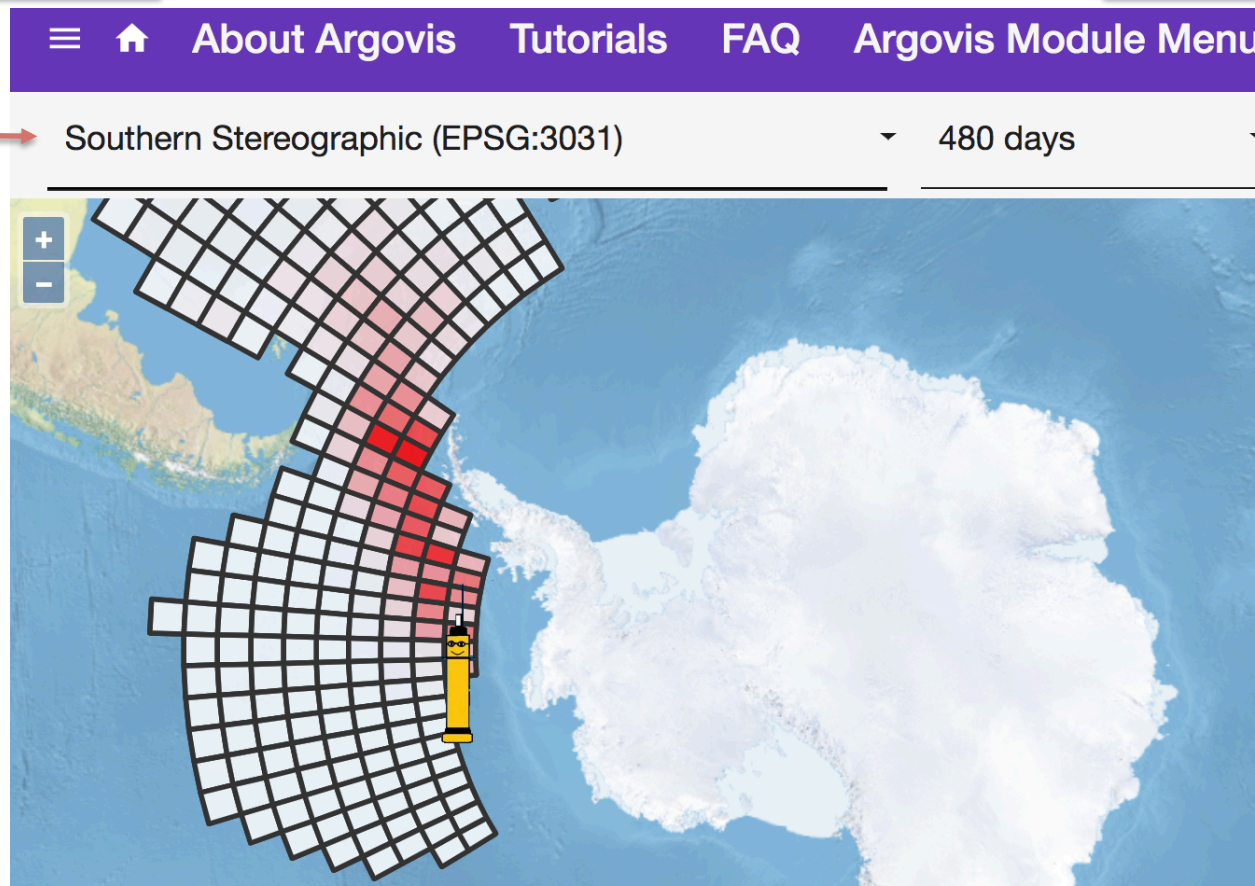 About Argovis Tutorials FAQ Argovis Module Menu
Southern Stereographic (EPSG:3031) 480 days
+
−